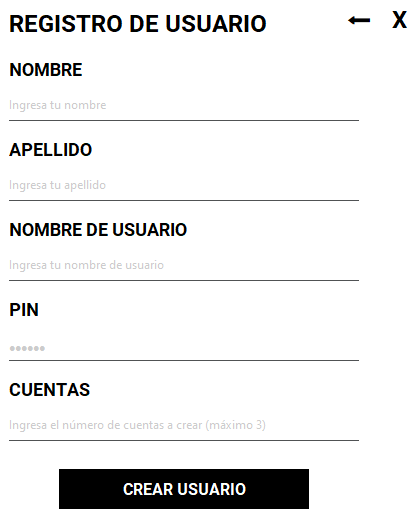 REGISTRO DE USUARIO ← X
NOMBRE
Ingresa tu nombre
APELLIDO
Ingresa tu apellido
NOMBRE DE USUARIO
Ingresa tu nombre de usuario
PIN
••••••
CUENTAS
Ingresa el número de cuentas a crear (máximo 3)
CREAR USUARIO